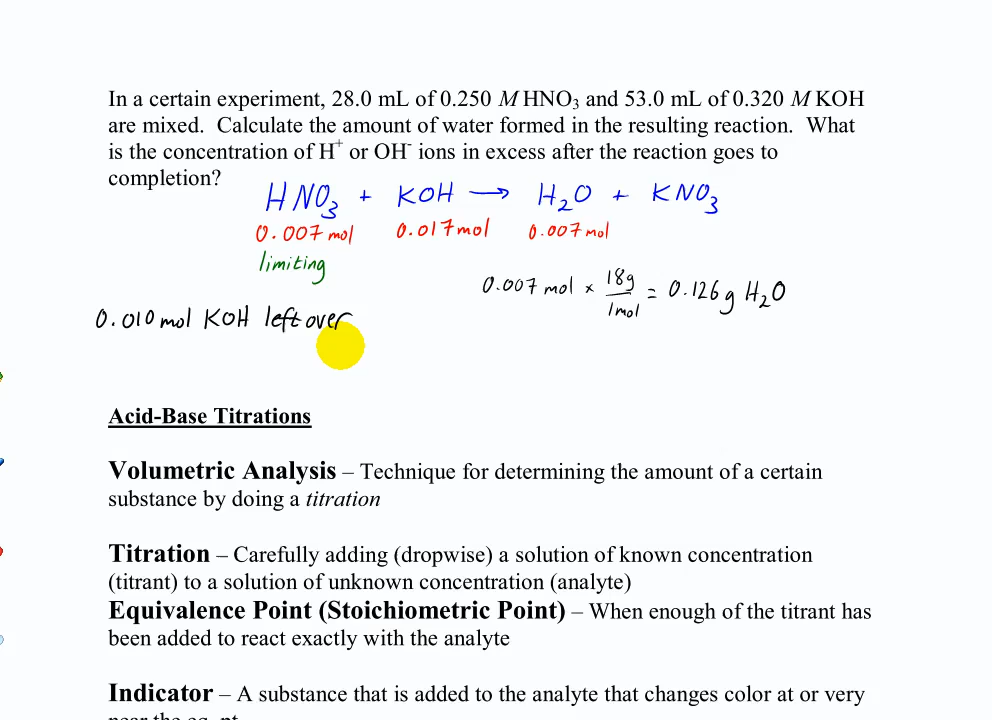 In a certain experiment, 28.0 mL of 0.250 M HNO₃ and 53.0 mL of 0.320 M KOH
are mixed. Calculate the amount of water formed in the resulting reaction. What
is the concentration of H⁺ or OH⁻ ions in excess after the reaction goes to
completion?
HNO₃ + KOH → H₂O + KNO₃
0.007 mol 0.017 mol 0.007 mol
limiting
0.007 mol × 18g/1mol = 0.126g H₂O
0.010 mol KOH left over
Acid-Base Titrations
Volumetric Analysis – Technique for determining the amount of a certain
substance by doing a titration
Titration – Carefully adding (dropwise) a solution of known concentration
(titrant) to a solution of unknown concentration (analyte)
Equivalence Point (Stoichiometric Point) – When enough of the titrant has
been added to react exactly with the analyte
Indicator – A substance that is added to the analyte that changes color at or very
near the eq. pt.